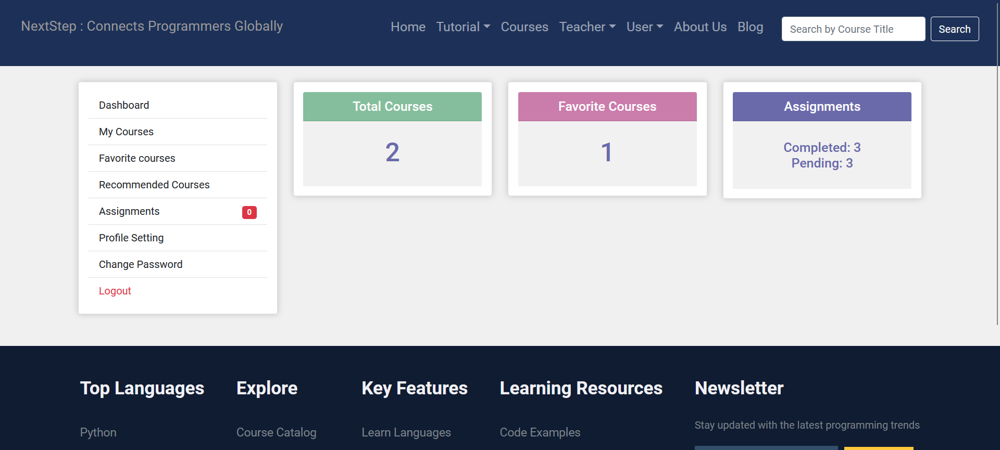 NextStep : Connects Programmers Globally
Home Tutorial Courses Teacher User About Us Blog Search by Course Title Search
Dashboard
My Courses
Favorite courses
Recommended Courses
Assignments 0
Profile Setting
Change Password
Logout
Total Courses
2
Favorite Courses
1
Assignments
Completed: 3
Pending: 3
Top Languages
Python
Explore
Course Catalog
Key Features
Learn Languages
Learning Resources
Code Examples
Newsletter
Stay updated with the latest programming trends